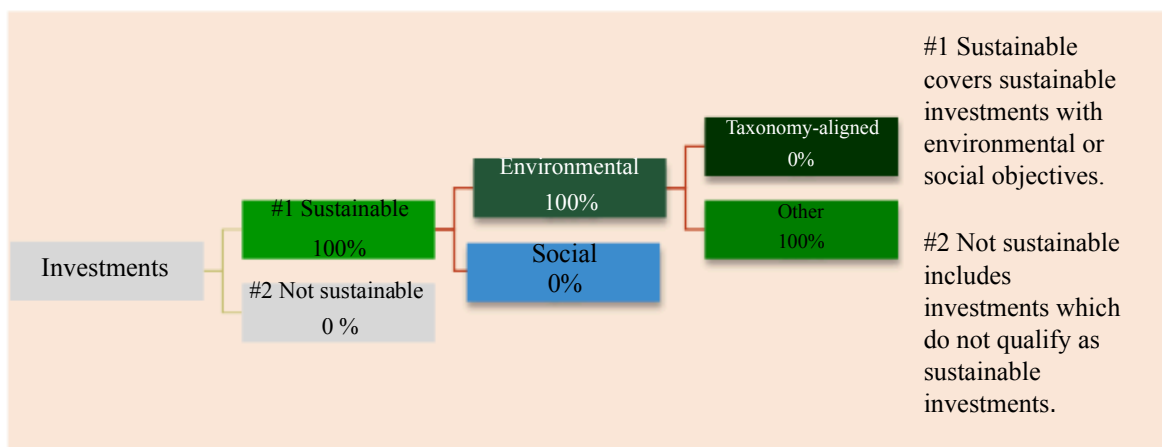 Investments
#1 Sustainable
100%
#2 Not sustainable
0 %
Environmental
100%
Social
0%
Taxonomy-aligned
0%
Other
100%
#1 Sustainable
covers sustainable
investments with
environmental or
social objectives.
#2 Not sustainable
includes
investments which
do not qualify as
sustainable
investments.